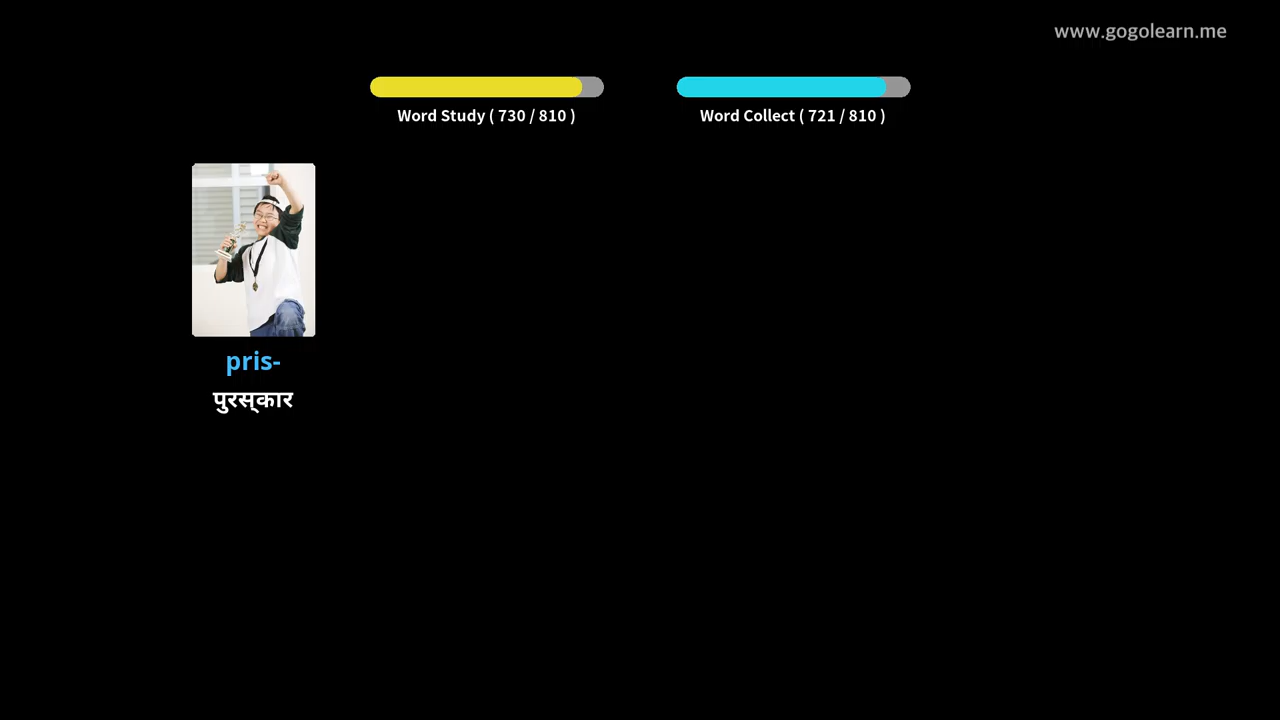 www.gogolearn.me
Word Study ( 730 / 810 )
Word Collect ( 721 / 810 )
pris-
पुरस्कार